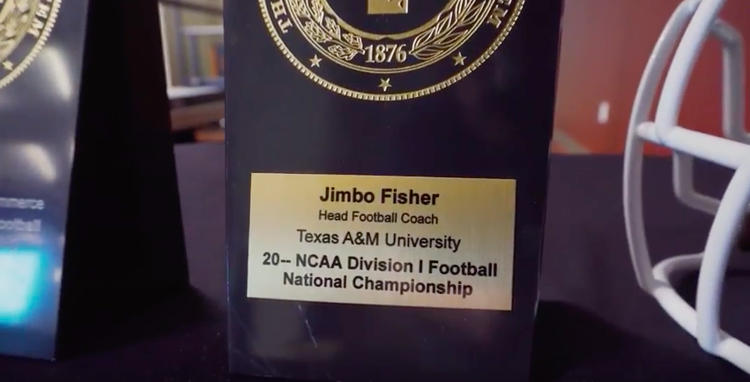 1876
Jimbo Fisher
Head Football Coach
Texas A&M University
20-- NCAA Division I Football
National Championship